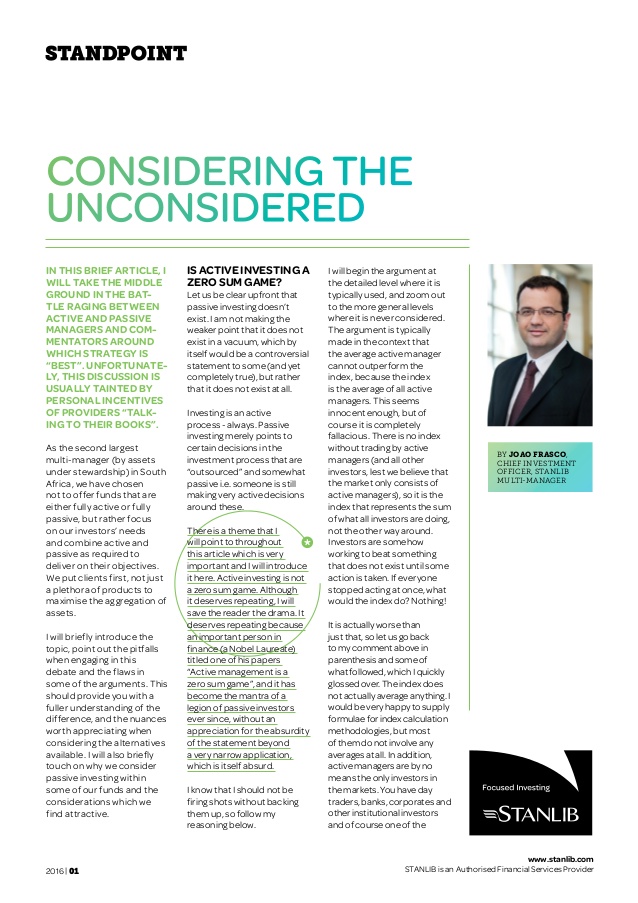 STANDPOINT
CONSIDERING THE
UNCONSIDERED
IN THIS BRIEF ARTICLE, I
WILL TAKE THE MIDDLE
GROUND IN THE BAT-
TLE RAGING BETWEEN
ACTIVE AND PASSIVE
MANAGERS AND COM-
MENTATORS AROUND
WHICH STRATEGY IS
“BEST”. UNFORTUNATE-
LY, THIS DISCUSSION IS
USUALLY TAINTED BY
PERSONAL INCENTIVES
OF PROVIDERS “TALK-
ING TO THEIR BOOKS”.
As the second largest
multi-manager (by assets
under stewardship) in South
Africa, we have chosen
not to offer funds that are
either fully active or fully
passive, but rather focus
on our investors’ needs
and combine active and
passive as required to
deliver on their objectives.
We put clients first, not just
a plethora of products to
maximise the aggregation of
assets.
I will briefly introduce the
topic, point out the pitfalls
when engaging in this
debate and the flaws in
some of the arguments. This
should provide you with a
fuller understanding of the
difference, and the nuances
worth appreciating when
considering the alternatives
available. I will also briefly
touch on why we consider
passive investing within
some of our funds and the
considerations which we
find attractive.
IS ACTIVE INVESTING A
ZERO SUM GAME?
Let us be clear upfront that
passive investing doesn’t
exist. I am not making the
weaker point that it does not
exist in a vacuum, which by
itself would be a controversial
statement to some (and yet
completely true), but rather
that it does not exist at all.
Investing is an active
process - always. Passive
investing merely points to
certain decisions in the
investment process that are
“outsourced” and somewhat
passive i.e. someone is still
making very active decisions
around these.
There is a theme that I
will point to throughout
this article which is very
important and I will introduce
it here. Active investing is not
a zero sum game. Although
it deserves repeating, I will
save the reader the drama. It
deserves repeating because
an important person in
finance (a Nobel Laureate)
titled one of his papers
“Active management is a
zero sum game”, and it has
become the mantra of a
legion of passive investors
ever since, without an
appreciation for the absurdity
of the statement beyond
a very narrow application,
which is itself absurd.
I know that I should not be
firing shots without backing
them up, so follow my
reasoning below.
I will begin the argument at
the detailed level where it is
typically used, and zoom out
to the more general levels
where it is never considered.
The argument is typically
made in the context that
the average active manager
cannot outperform the
index, because the index
is the average of all active
managers. This seems
innocent enough, but of
course it is completely
fallacious. There is no index
without trading by active
managers (and all other
investors, lest we believe that
the market only consists of
active managers), so it is the
index that represents the sum
of what all investors are doing,
not the other way around.
Investors are somehow
working to beat something
that does not exist until some
action is taken. If everyone
stopped acting at once, what
would the index do? Nothing!
It is actually worse than
just that, so let us go back
to my comment above in
parenthesis and some of
what followed, which I quickly
glossed over. The index does
not actually average anything. I
would be very happy to supply
formulae for index calculation
methodologies, but most
of them do not involve any
averages at all. In addition,
active managers are by no
means the only investors in
the markets. You have day
traders, banks, corporates and
other institutional investors
and of course one of the
BY JOAO FRASCO,
CHIEF INVESTMENT
OFFICER, STANLIB
MULTI-MANAGER
Focused Investing
STANLIB
www.stanlib.com
2016 | 01
STANLIB is an Authorised Financial Services Provider